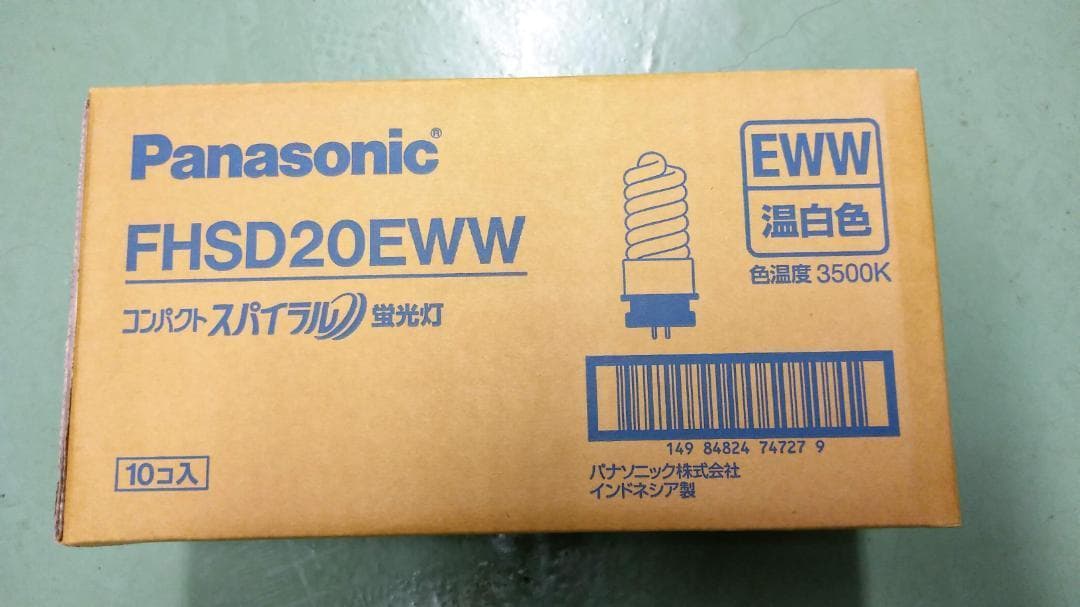 Panasonic®
FHSD20EWW
コンパクトスパイラル蛍光灯
10コ入
EWW
温白色
色温度 3500K
149 84824 74727 9
パナソニック株式会社
インドネシア製